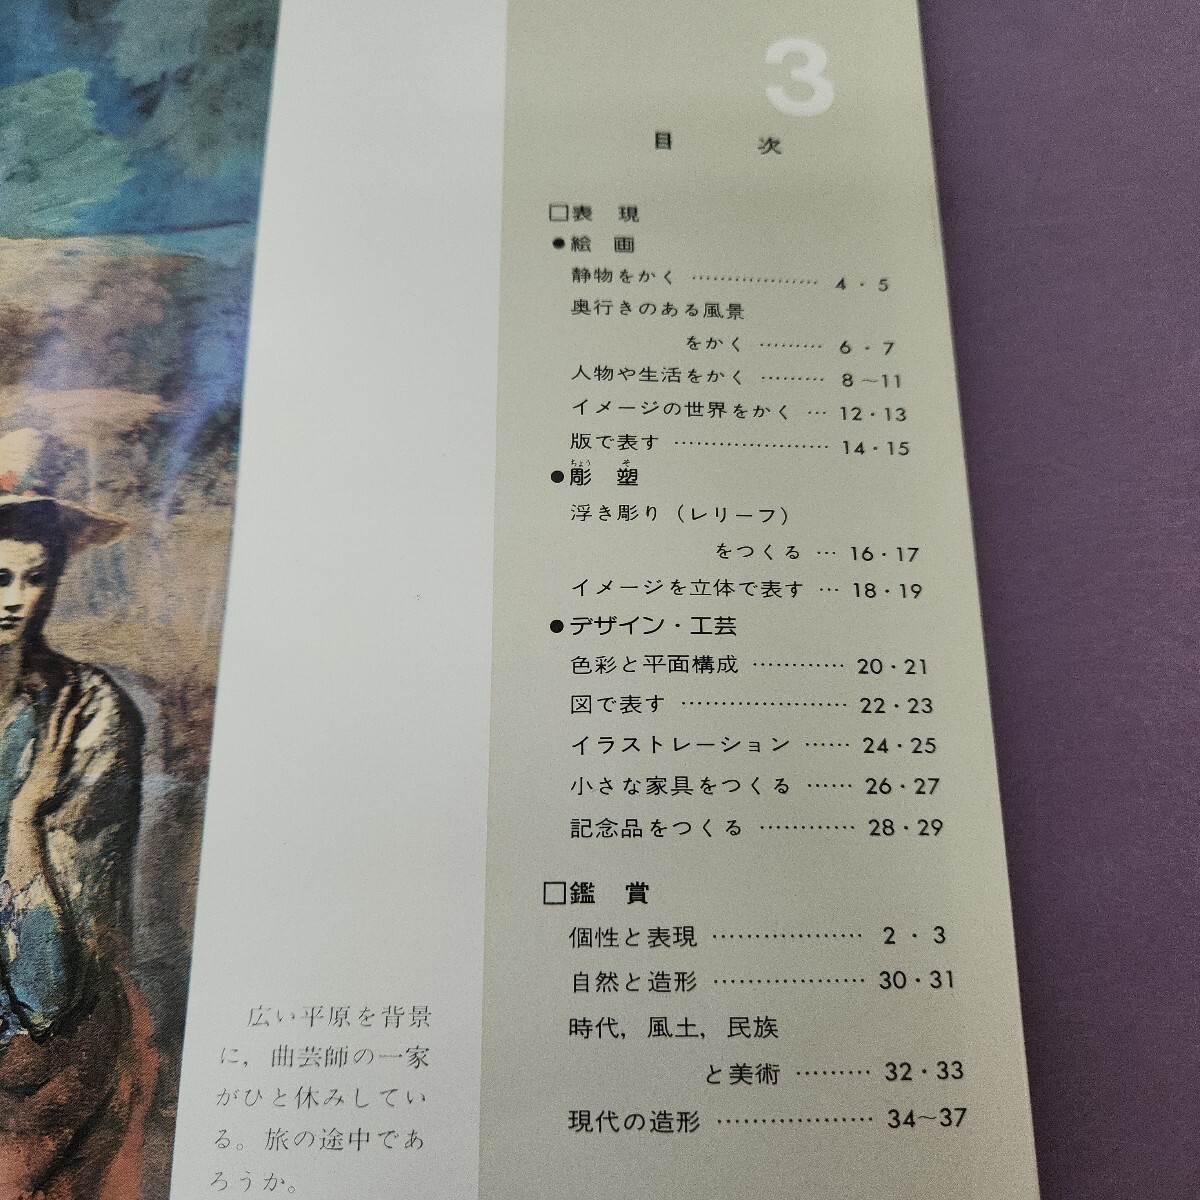 3
目 次
□表 現
●絵 画
静物をかく ……………… 4・5
奥行きのある風景
をかく ……… 6・7
人物や生活をかく ……… 8～11
イメージの世界をかく … 12・13
版で表す ………………… 14・15
ちょう そ
●彫 塑
浮き彫り（レリーフ）
をつくる … 16・17
イメージを立体で表す … 18・19
●デザイン・工芸
色彩と平面構成 ………… 20・21
図で表す ………………… 22・23
イラストレーション …… 24・25
小さな家具をつくる …… 26・27
記念品をつくる ………… 28・29
□鑑 賞
個性と表現 ……………… 2・3
自然と造形 ……………… 30・31
時代，風土，民族
と美術 ……… 32・33
現代の造形 ……………… 34～37
広い平原を背景
に，曲芸師の一家
がひと休みしてい
る。旅の途中であ
ろうか。